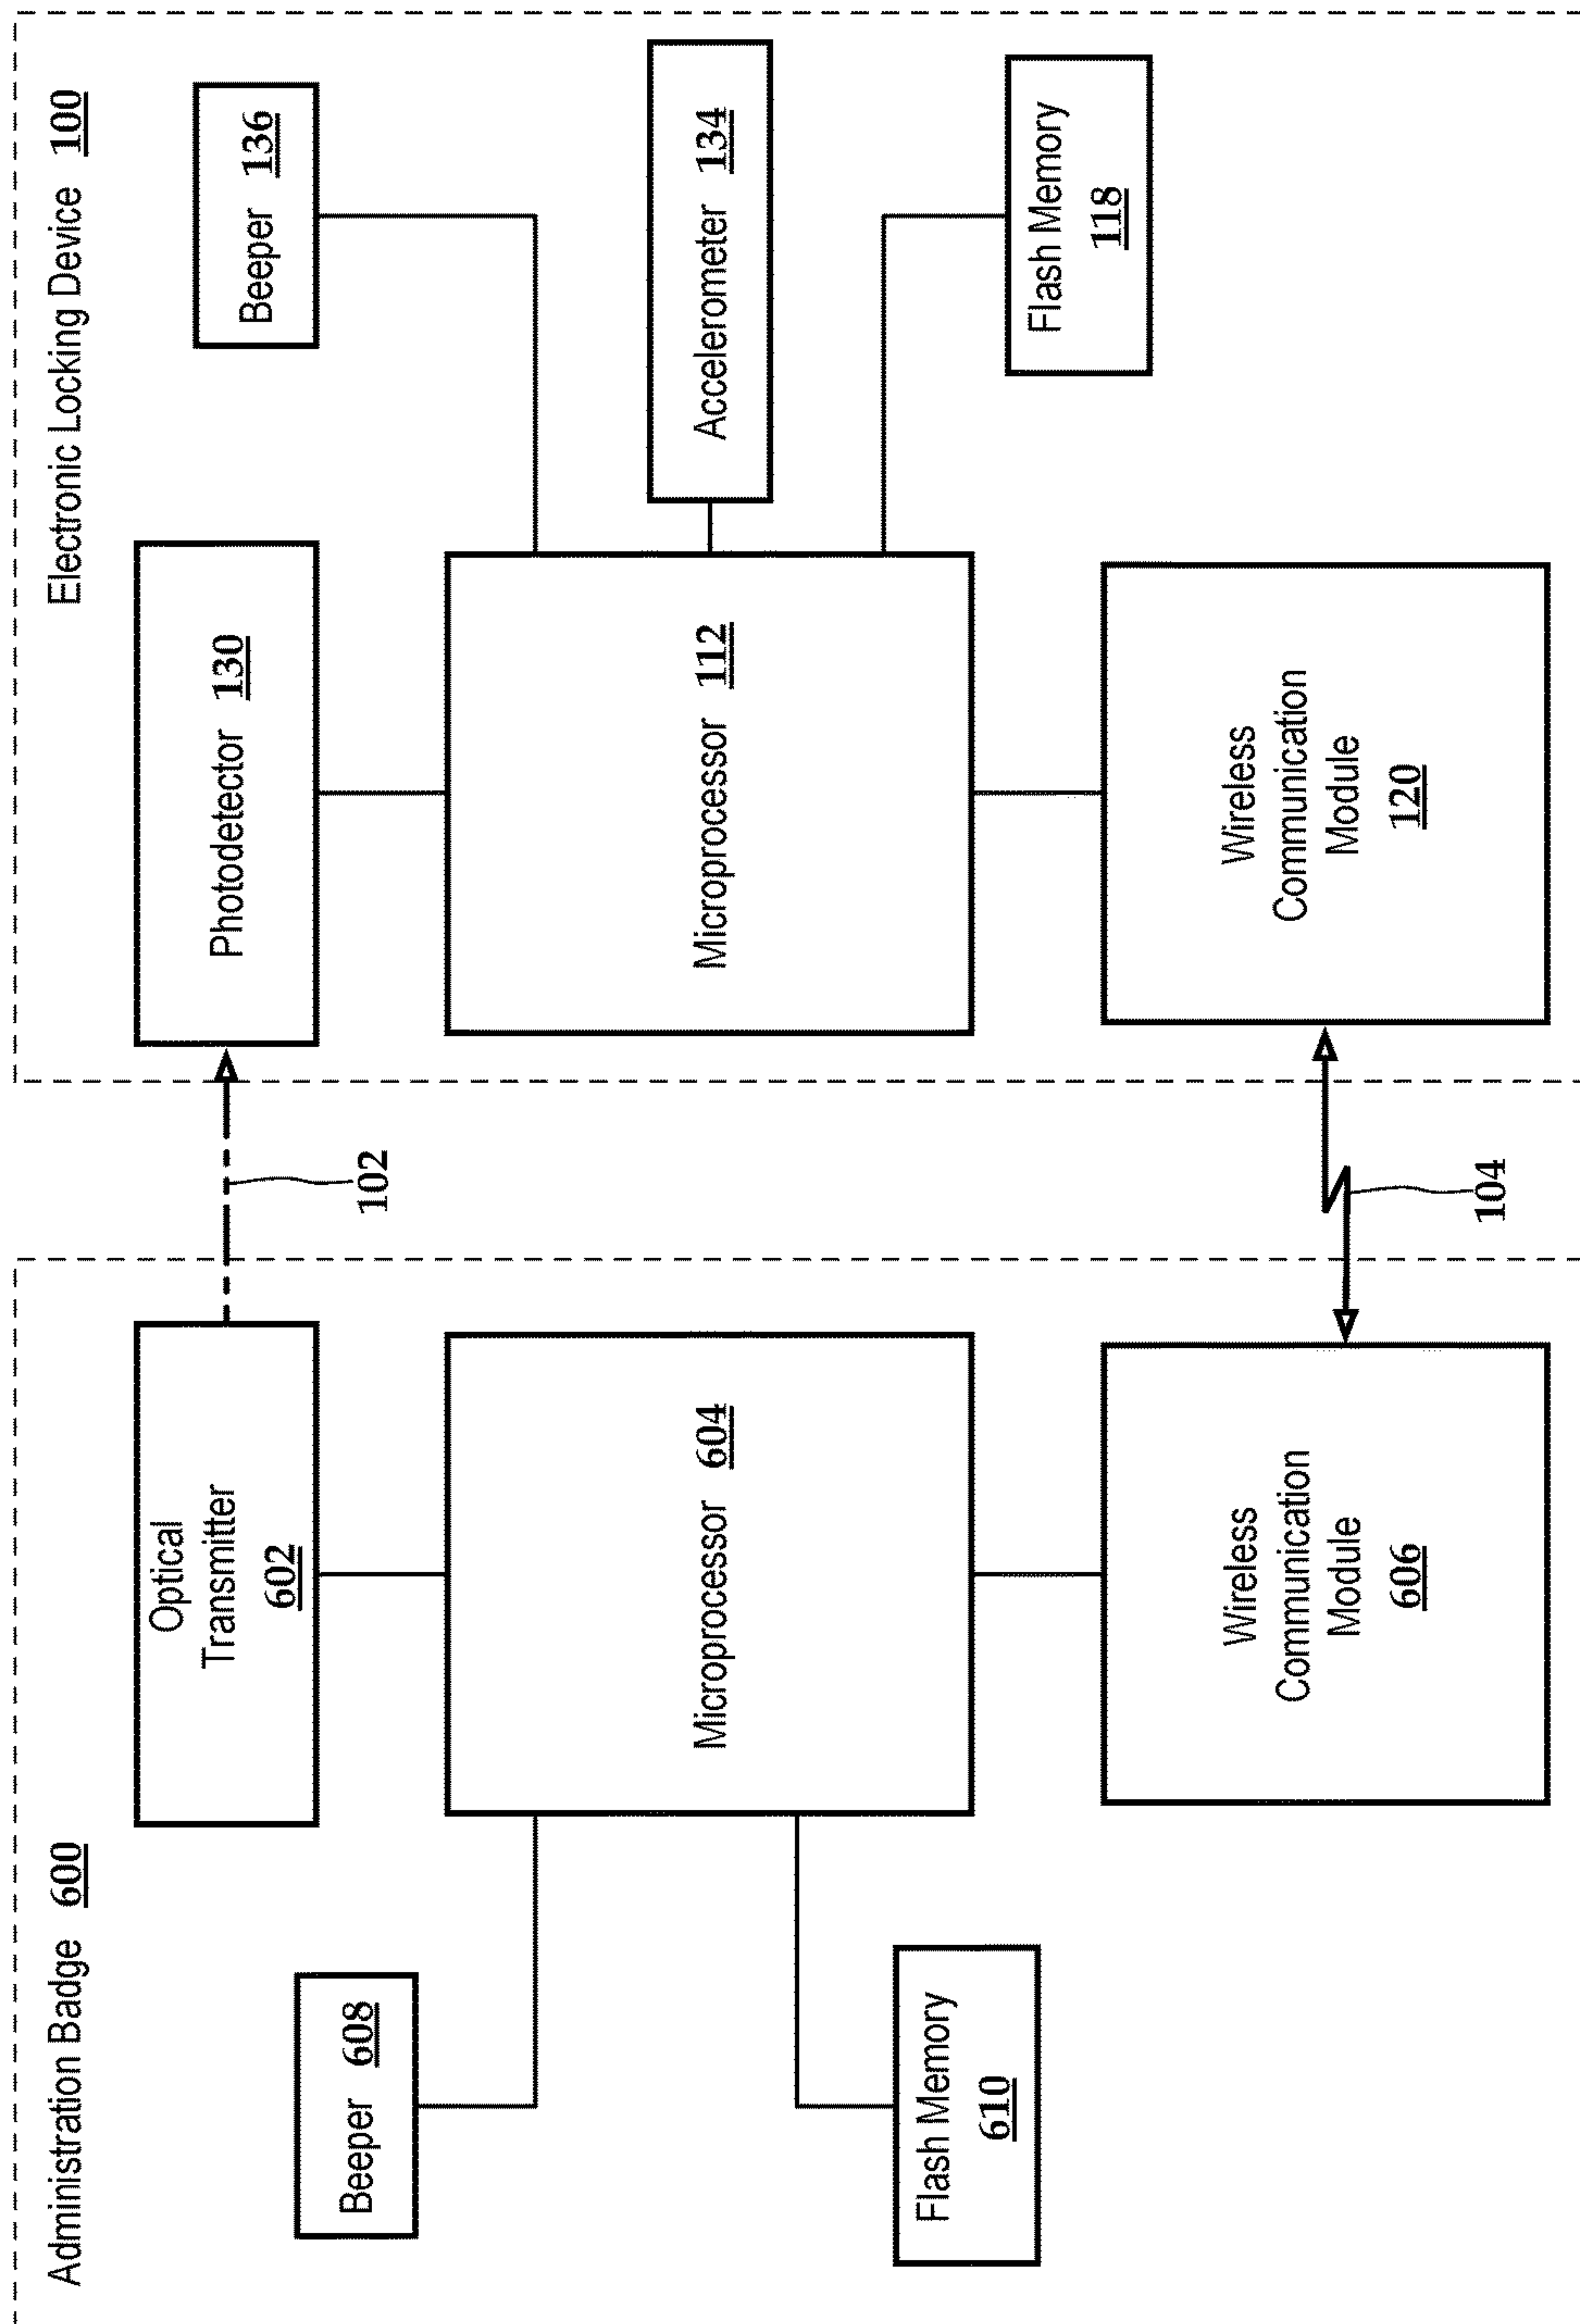 Administration Badge 600
Optical
Transmitter
602
Beeper 608
Microprocessor 604
Flash Memory
610
Wireless
Communication
Module
606
102
104
Electronic Locking Device 100
Photodetector 130
Beeper 136
Microprocessor 112
Accelerometer 134
Flash Memory
118
Wireless
Communication
Module
120